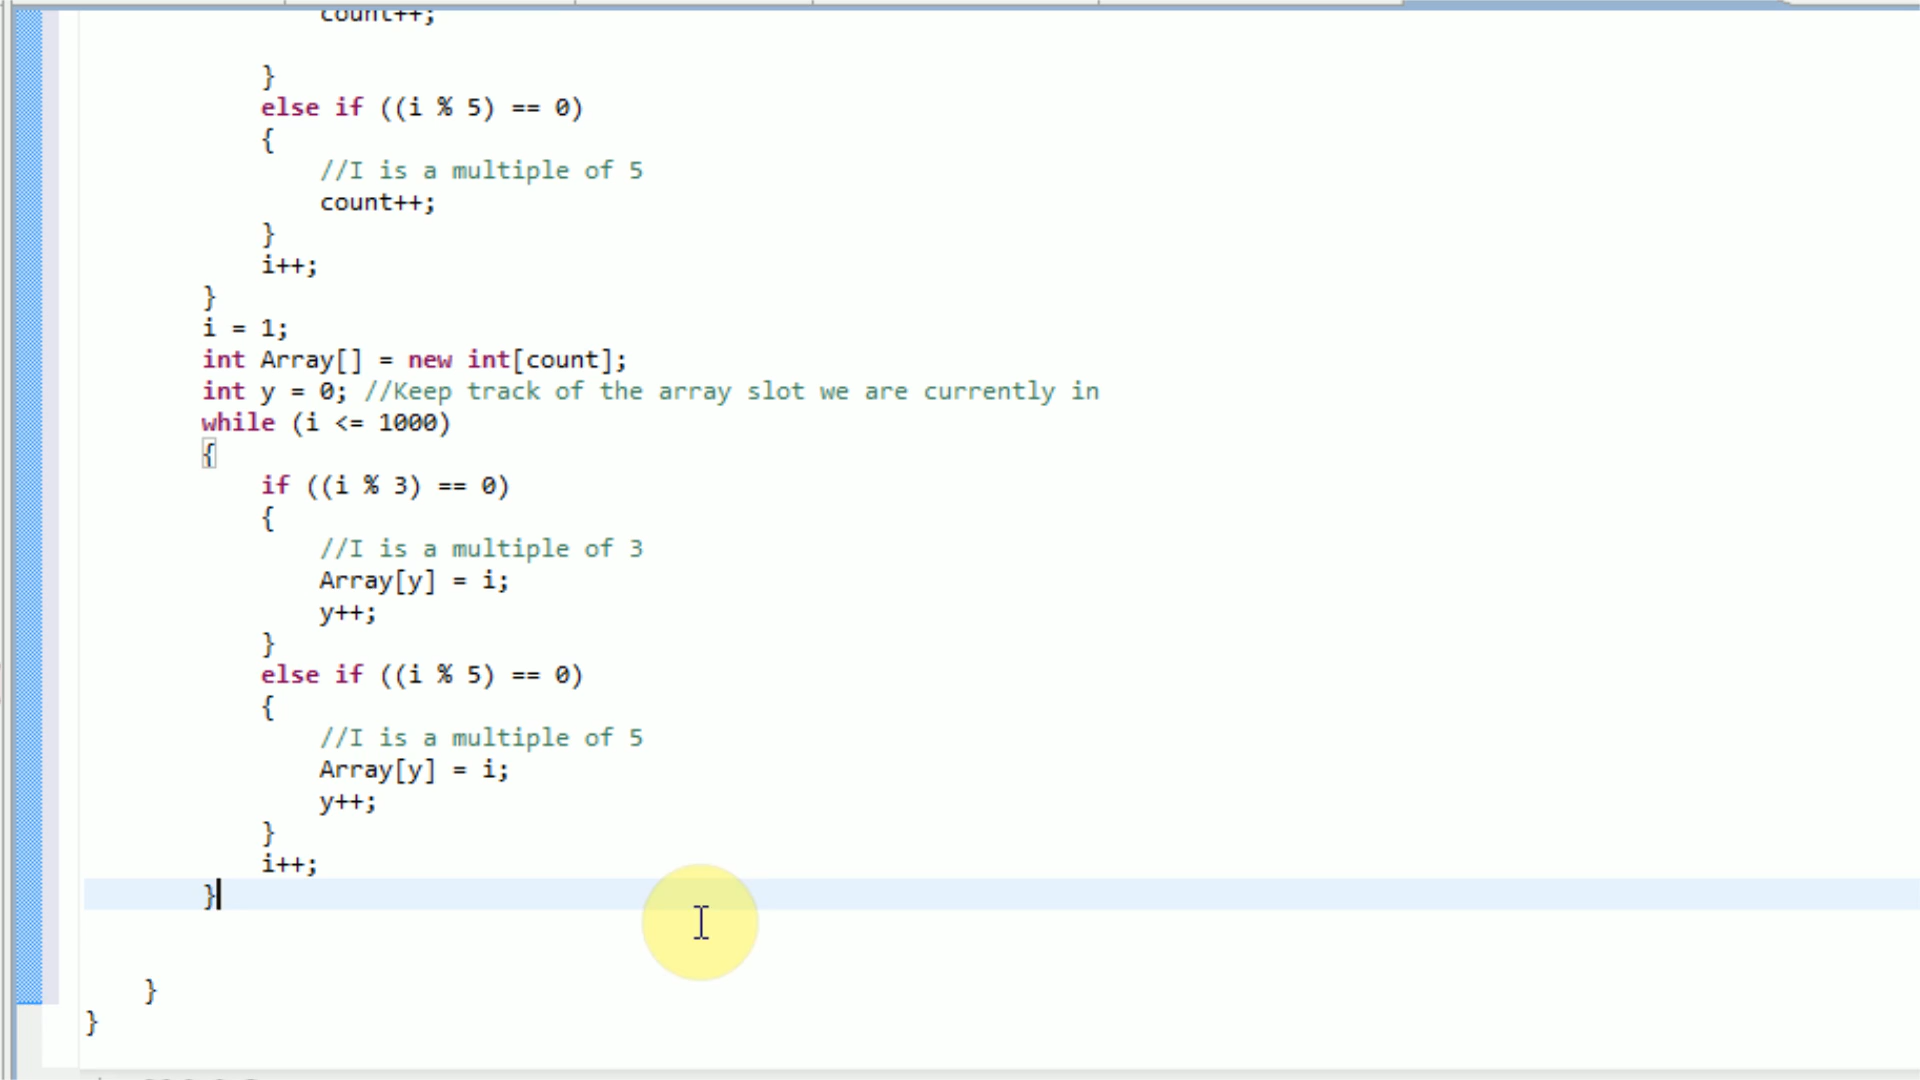 count++;
}
else if ((i % 5) == 0)
{
//I is a multiple of 5
count++;
}
i++;
}
i = 1;
int Array[] = new int[count];
int y = 0; //Keep track of the array slot we are currently in
while (i <= 1000)
{
if ((i % 3) == 0)
{
//I is a multiple of 3
Array[y] = i;
y++;
}
else if ((i % 5) == 0)
{
//I is a multiple of 5
Array[y] = i;
y++;
}
i++;
}
}
}